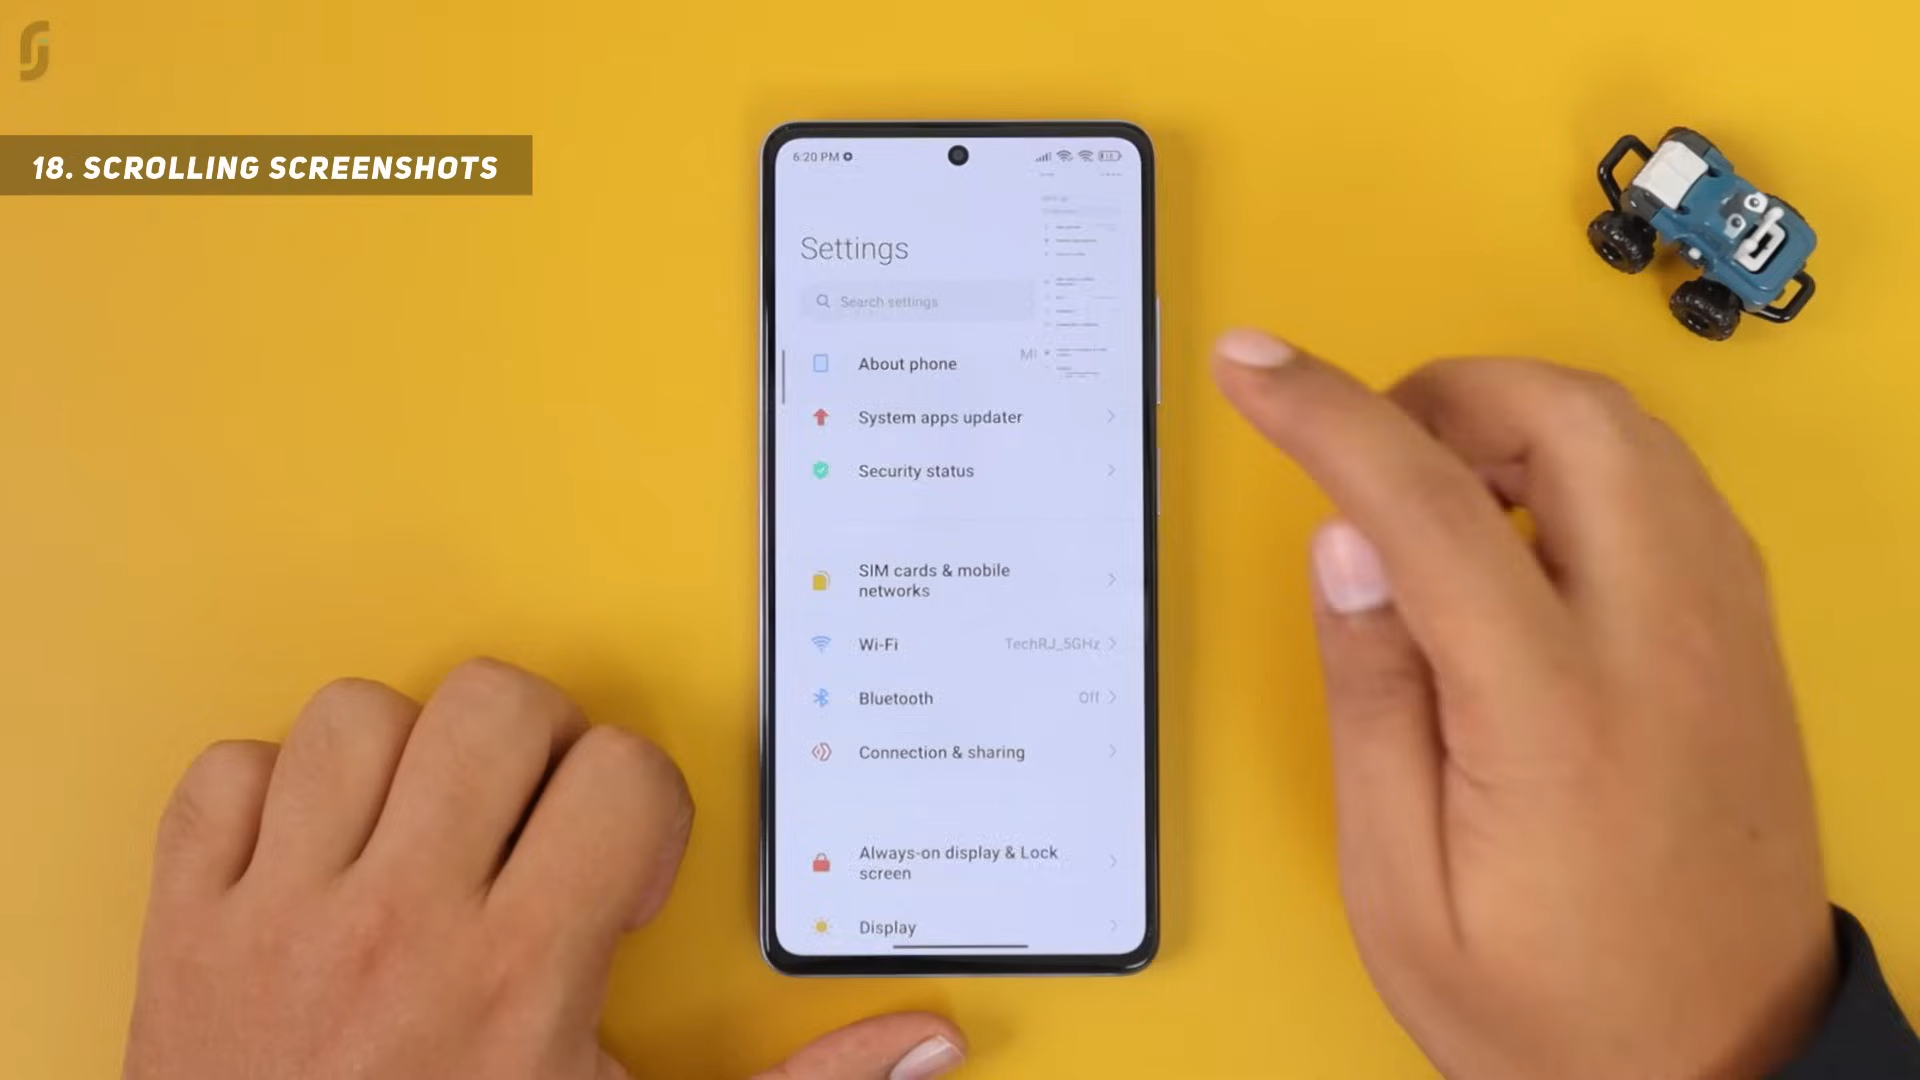 18. SCROLLING SCREENSHOTS
6:20 PM
Settings
Search settings
About phone
MI
System apps updater
Security status
SIM cards & mobile
networks
Wi-Fi
TechRJ_5GHz
Bluetooth
Off
Connection & sharing
Always-on display & Lock
screen
Display